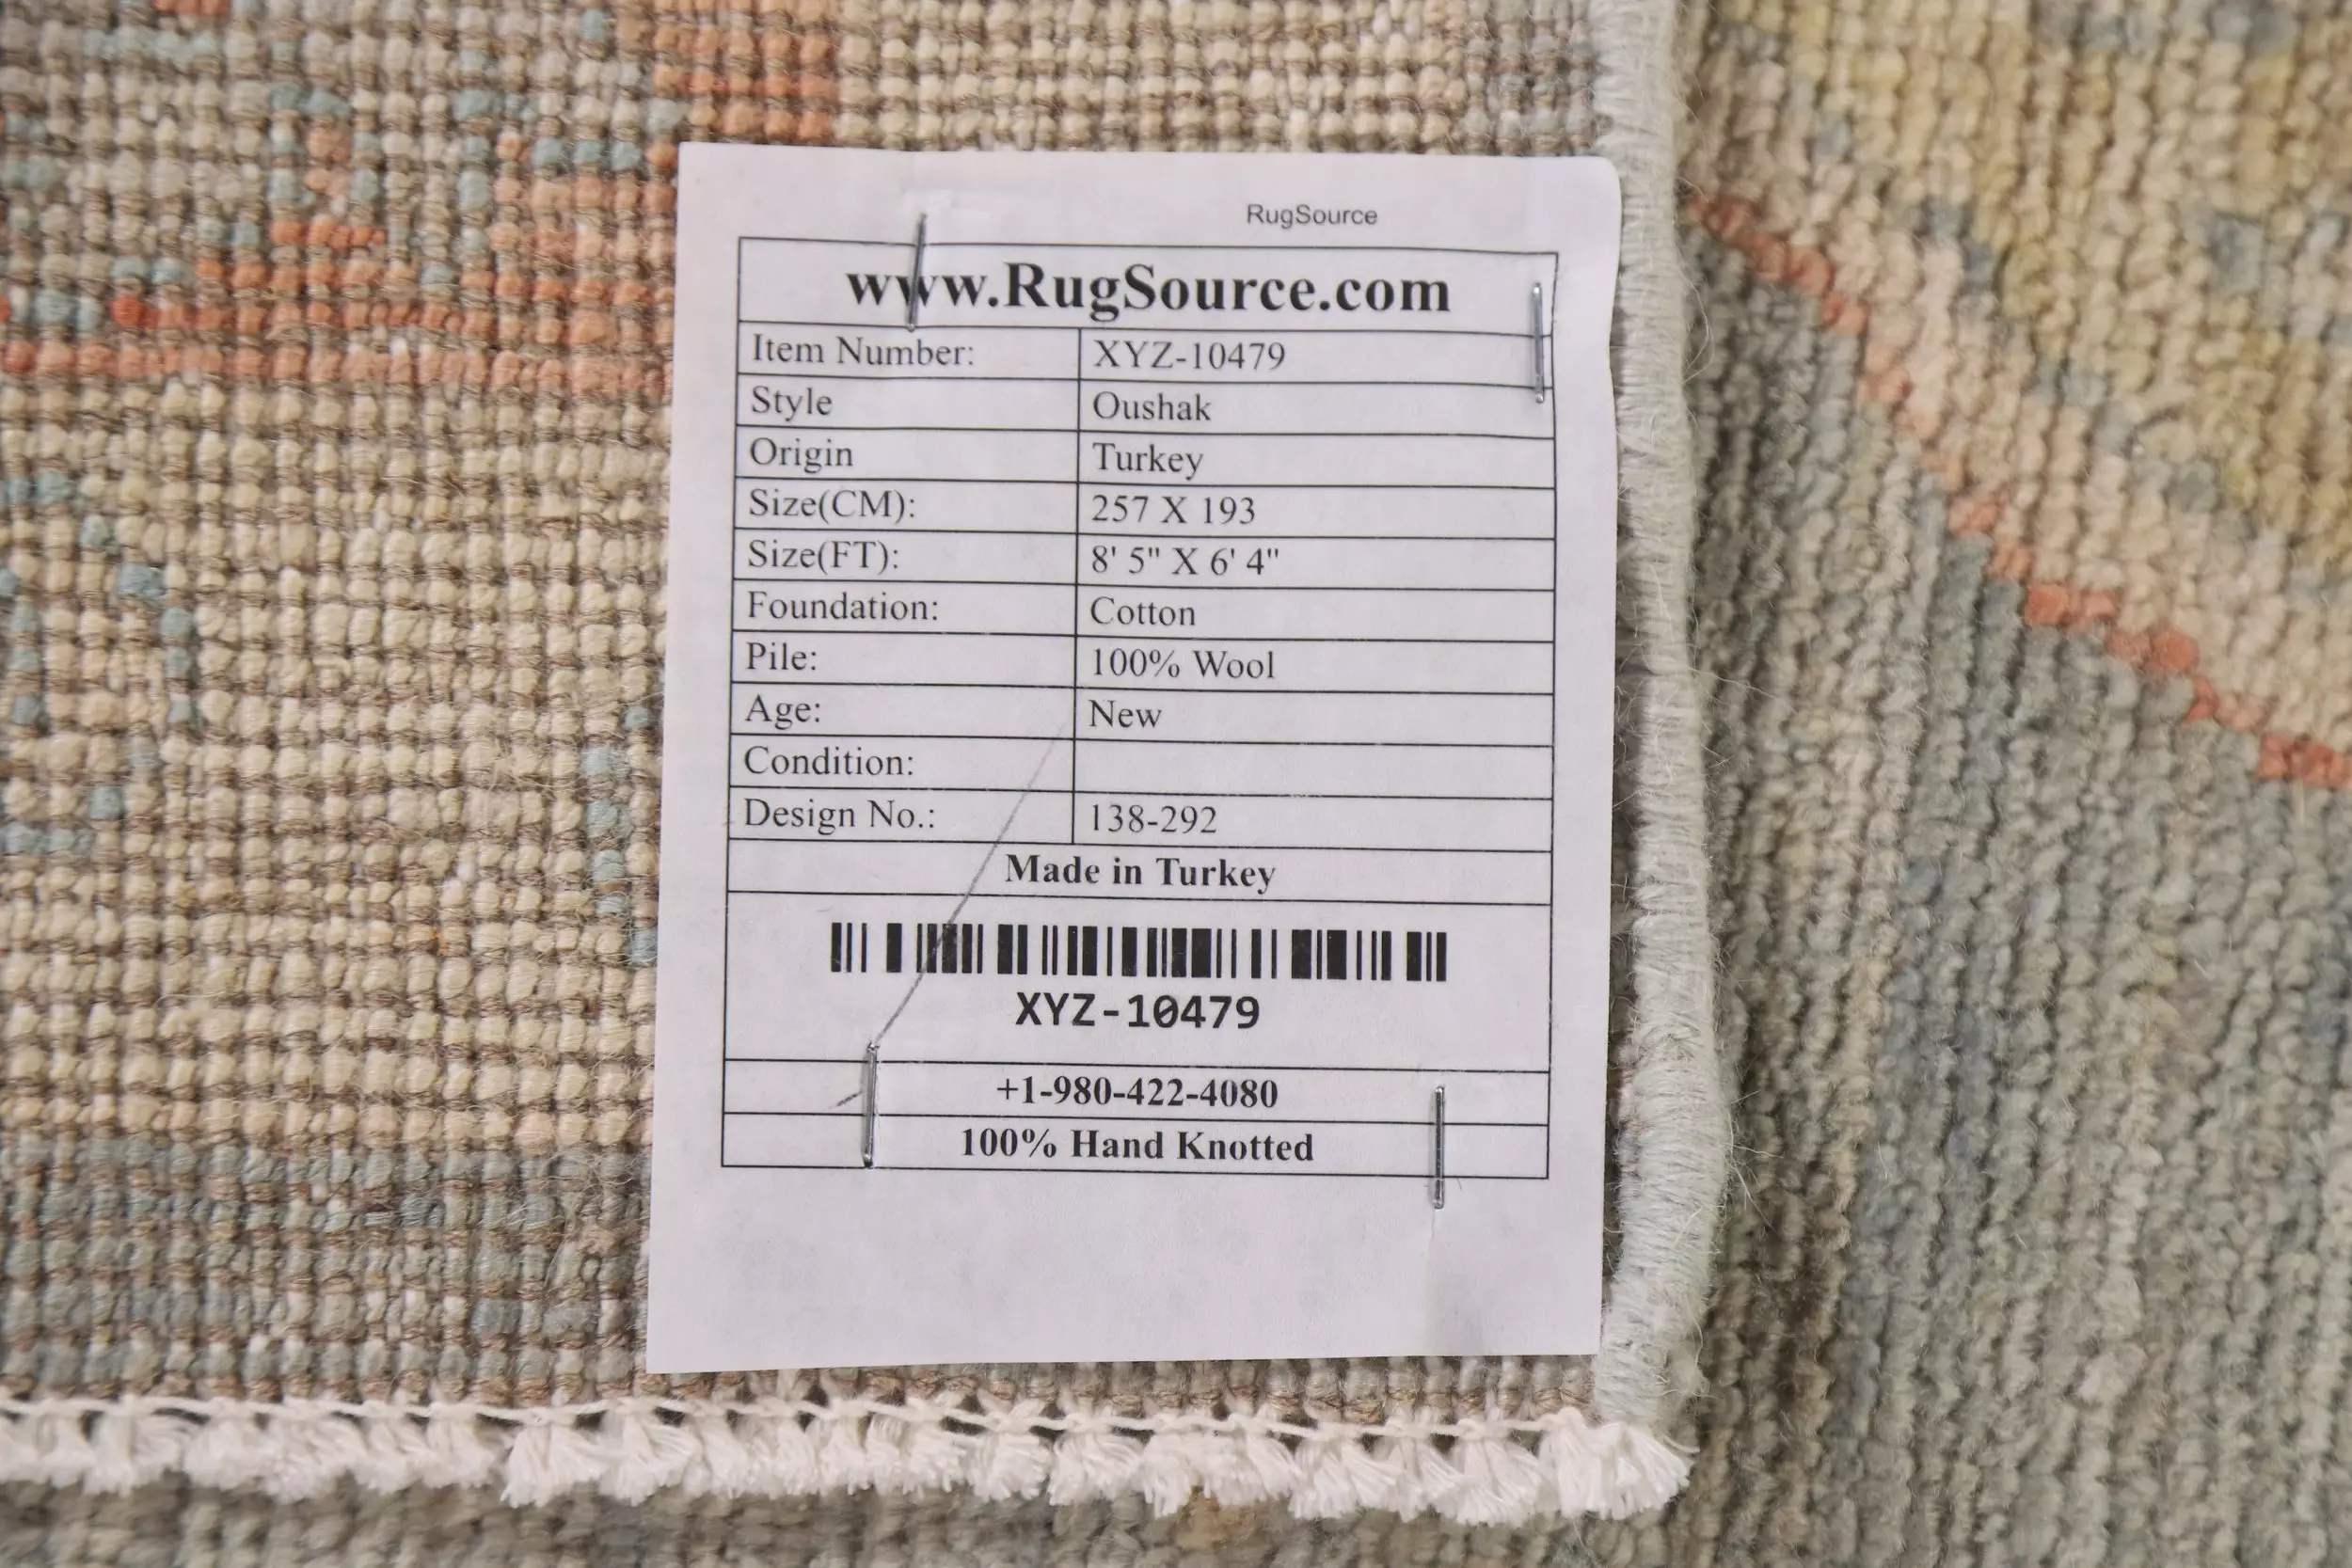 RugSource
www.RugSource.com
Item Number: XYZ-10479
Style Oushak
Origin Turkey
Size(CM): 257 X 193
Size(FT): 8' 5" X 6' 4"
Foundation: Cotton
Pile: 100% Wool
Age: New
Condition:
Design No.: 138-292
Made in Turkey
XYZ-10479
+1-980-422-4080
100% Hand Knotted